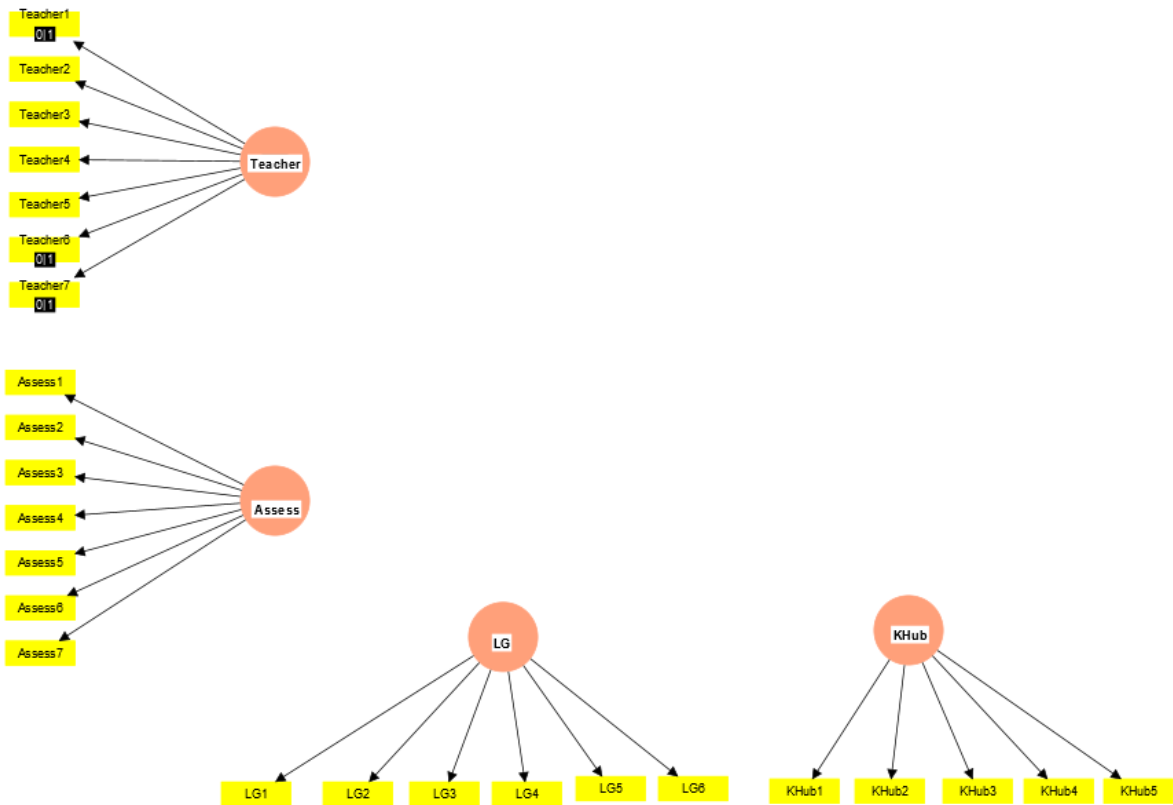 Teacher1
0|1
Teacher2
Teacher3
Teacher4
Teacher5
Teacher6
0|1
Teacher7
0|1
Teacher
Assess1
Assess2
Assess3
Assess4
Assess5
Assess6
Assess7
Assess
LG
LG1
LG2
LG3
LG4
LG5
LG6
KHub
KHub1
KHub2
KHub3
KHub4
KHub5